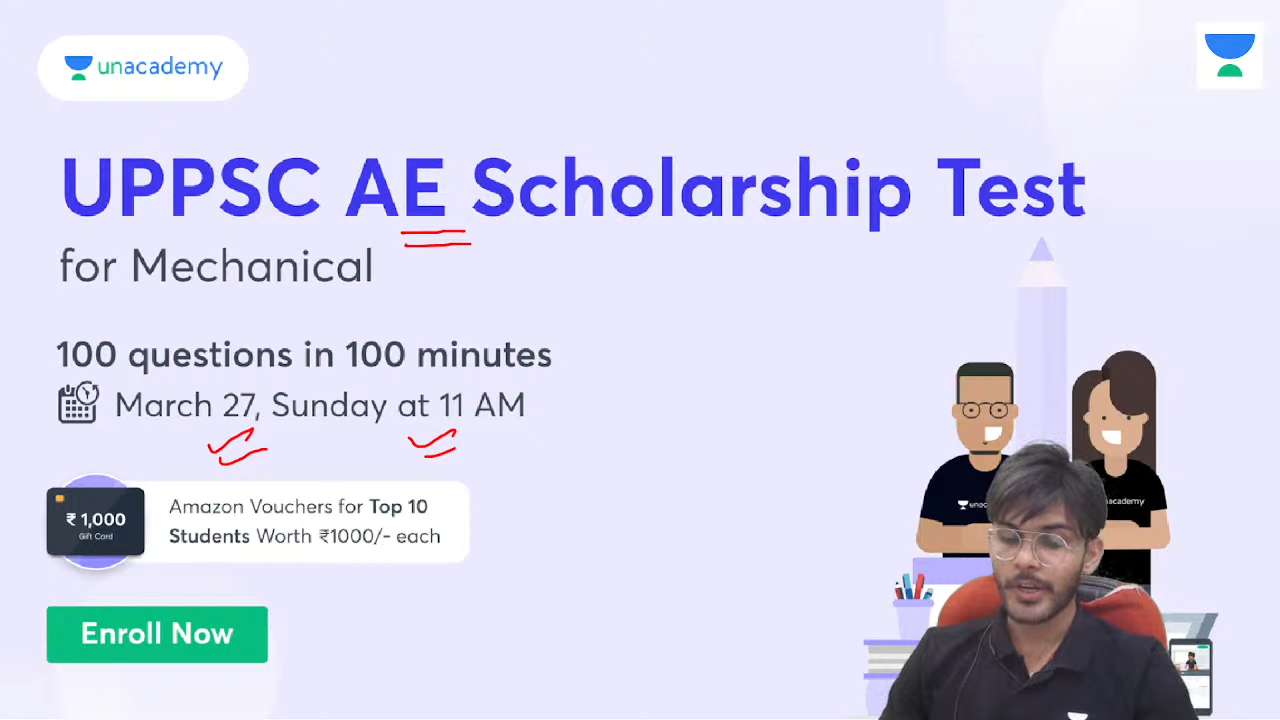 unacademy
UPPSC AE Scholarship Test
for Mechanical
100 questions in 100 minutes
March 27, Sunday at 11 AM
₹ 1,000
Gift Card
Amazon Vouchers for Top 10
Students Worth ₹1000/- each
Enroll Now